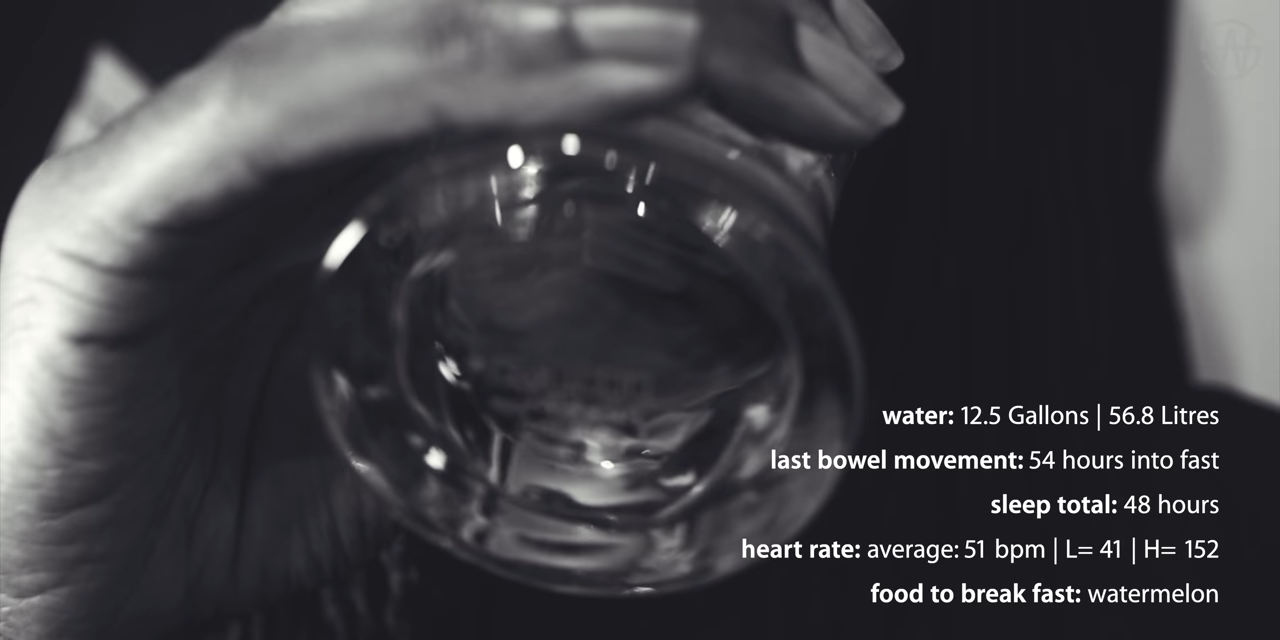 water: 12.5 Gallons | 56.8 Litres
last bowel movement: 54 hours into fast
sleep total: 48 hours
heart rate: average: 51 bpm | L= 41 | H= 152
food to break fast: watermelon